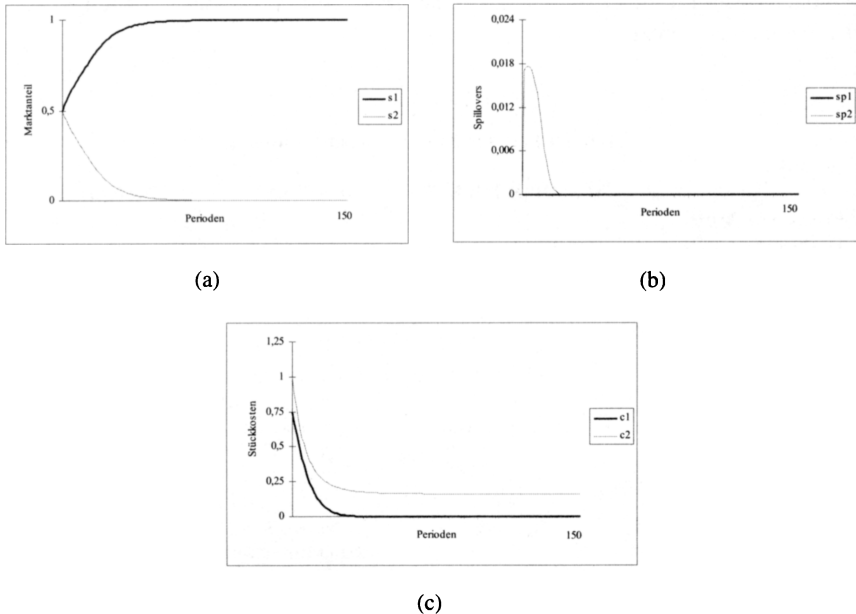 1
0,5
0
Marktanteil
Perioden
150
s1
s2
(a)
0,024
0,018
0,012
0,006
0
Spillovers
Perioden
150
sp1
sp2
(b)
1,25
1
0,75
0,5
0,25
0
Stückkosten
Perioden
150
c1
c2
(c)